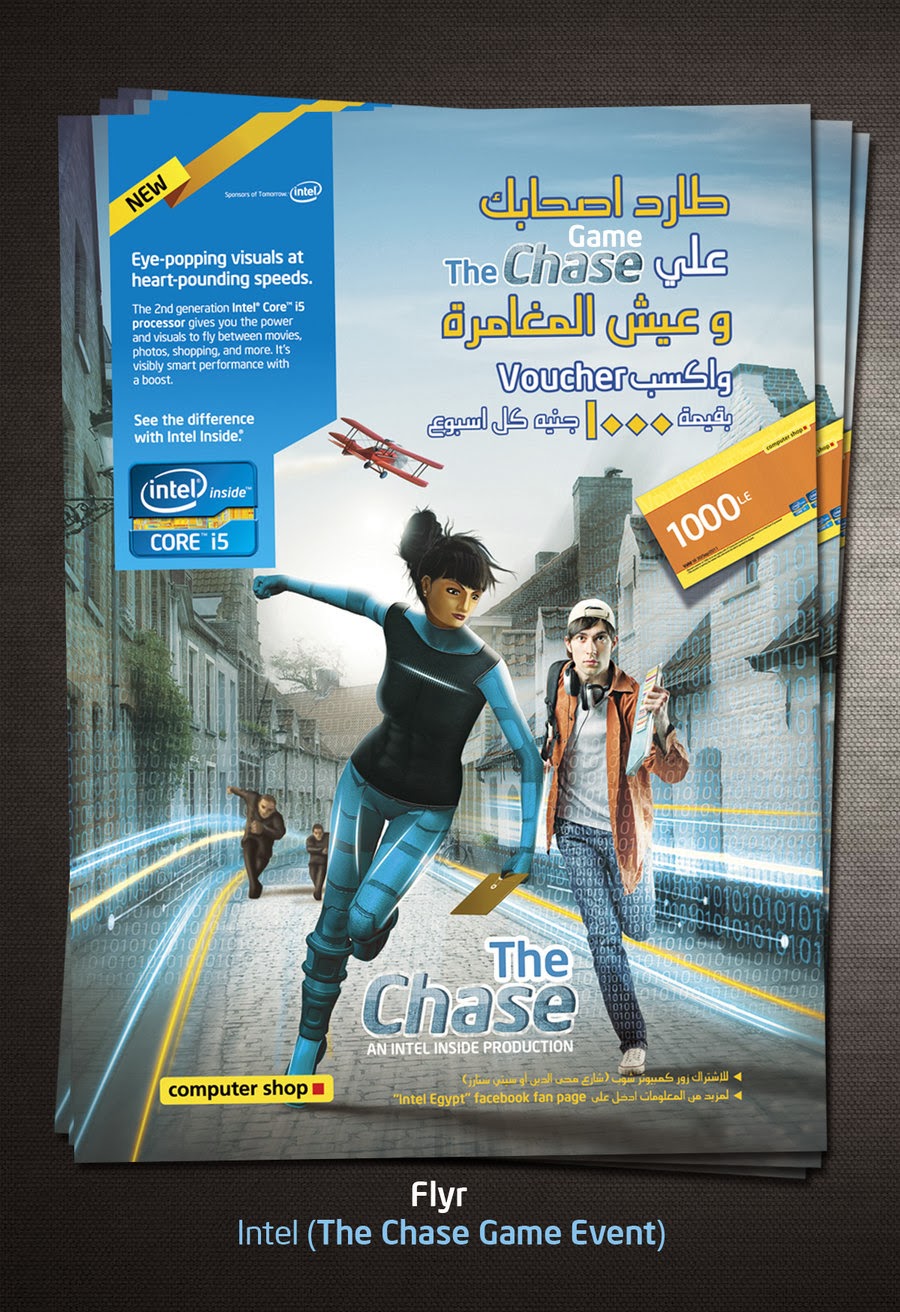 NEW
Sponsors of Tomorrow. intel
Eye-popping visuals at
heart-pounding speeds.
The 2nd generation Intel® Core™ i5
processor gives you the power
and visuals to fly between movies,
photos, shopping, and more. It's
visibly smart performance with
a boost.
See the difference
with Intel Inside.®
intel inside™
CORE™ i5
طارد اصحابك
علي The Chase Game
و عيش المغامرة
واكسب Voucher
بقيمة ١٠٠٠ جنيه كل اسبوع
computer shop
1000 LE
The
Chase
AN INTEL INSIDE PRODUCTION
computer shop
للإشتراك زور كمبيوتر شوب (شارع محى الدين أو سيتي ستارز)
لمزيد من المعلومات ادخل على "Intel Egypt" facebook fan page
Flyr
Intel (The Chase Game Event)